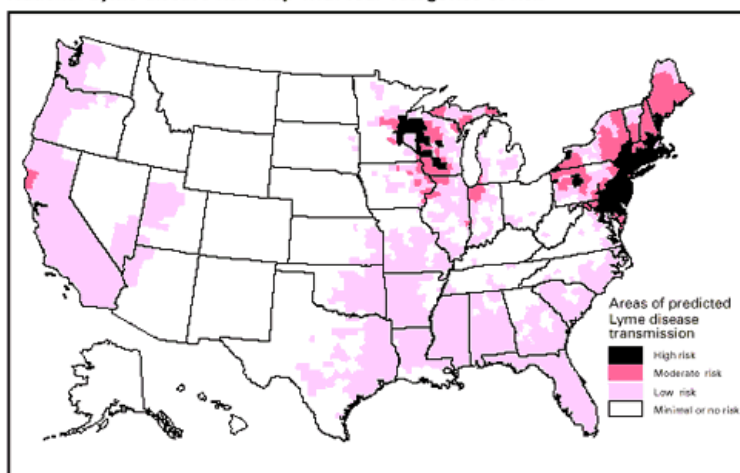 Areas of predicted
Lyme disease
transmission
High risk
Moderate risk
Low risk
Minimal or no risk